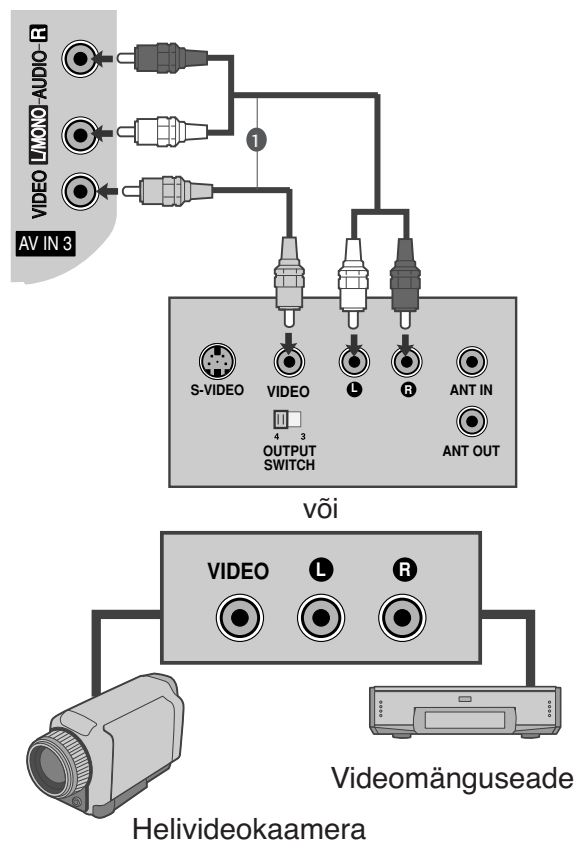 VIDEO L/MONO-AUDIO-R
AV IN 3
1
S-VIDEO
VIDEO
L
R
ANT IN
4 3
OUTPUT
SWITCH
ANT OUT
või
VIDEO L R
Videomänguseade
Helivideokaamera